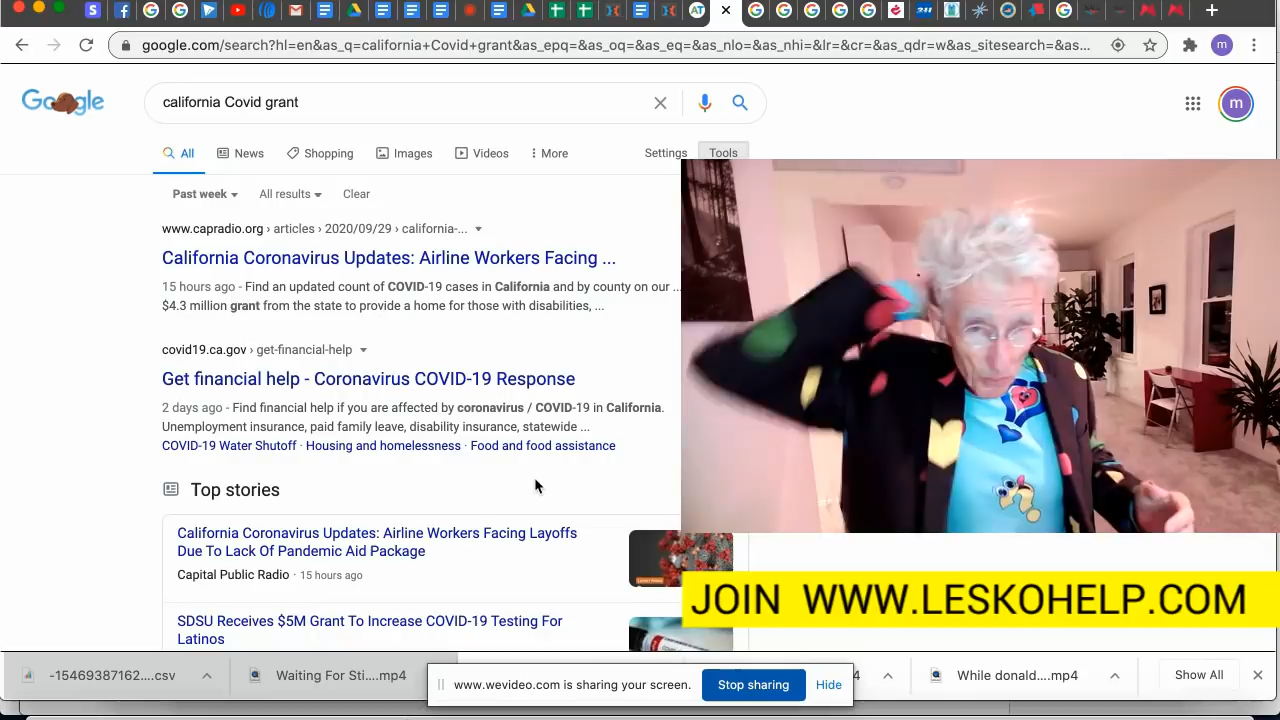 google.com/search?hl=en&as_q=california+Covid+grant&as_epq=&as_oq=&as_eq=&as_nlo=&as_nhi=&lr=&cr=&as_qdr=w&as_sitesearch=&as...
m
Google
california Covid grant
m
All
News
Shopping
Images
Videos
More
Settings
Tools
Past week
All results
Clear
www.capradio.org › articles › 2020/09/29 › california-...
California Coronavirus Updates: Airline Workers Facing ...
15 hours ago - Find an updated count of COVID-19 cases in California and by county on our ...
$4.3 million grant from the state to provide a home for those with disabilities, ...
covid19.ca.gov › get-financial-help
Get financial help - Coronavirus COVID-19 Response
2 days ago - Find financial help if you are affected by coronavirus / COVID-19 in California.
Unemployment insurance, paid family leave, disability insurance, statewide ...
COVID-19 Water Shutoff · Housing and homelessness · Food and food assistance
Top stories
California Coronavirus Updates: Airline Workers Facing Layoffs
Due To Lack Of Pandemic Aid Package
Capital Public Radio · 15 hours ago
SDSU Receives $5M Grant To Increase COVID-19 Testing For
Latinos
JOIN WWW.LESKOHELP.COM
-15469387162....csv
Waiting For Sti....mp4
www.wevideo.com is sharing your screen.
Stop sharing
Hide
4
While donald....mp4
Show All